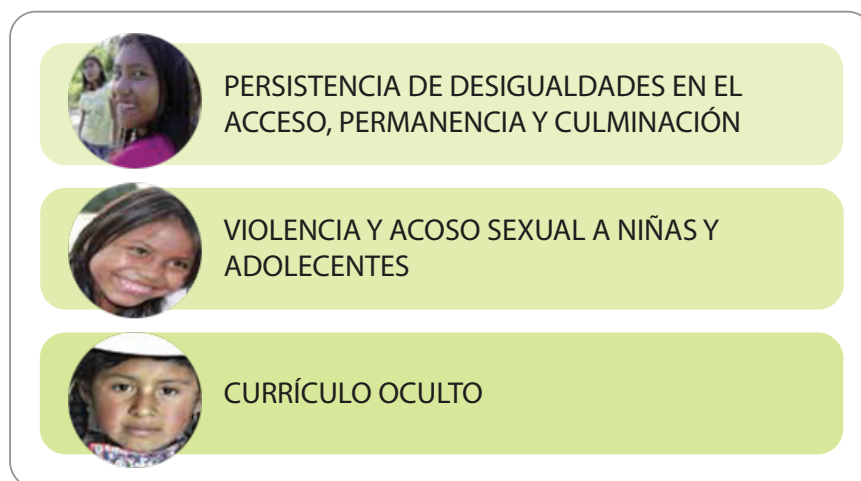 PERSISTENCIA DE DESIGUALDADES EN EL
ACCESO, PERMANENCIA Y CULMINACIÓN
VIOLENCIA Y ACOSO SEXUAL A NIÑAS Y
ADOLECENTES
CURRÍCULO OCULTO